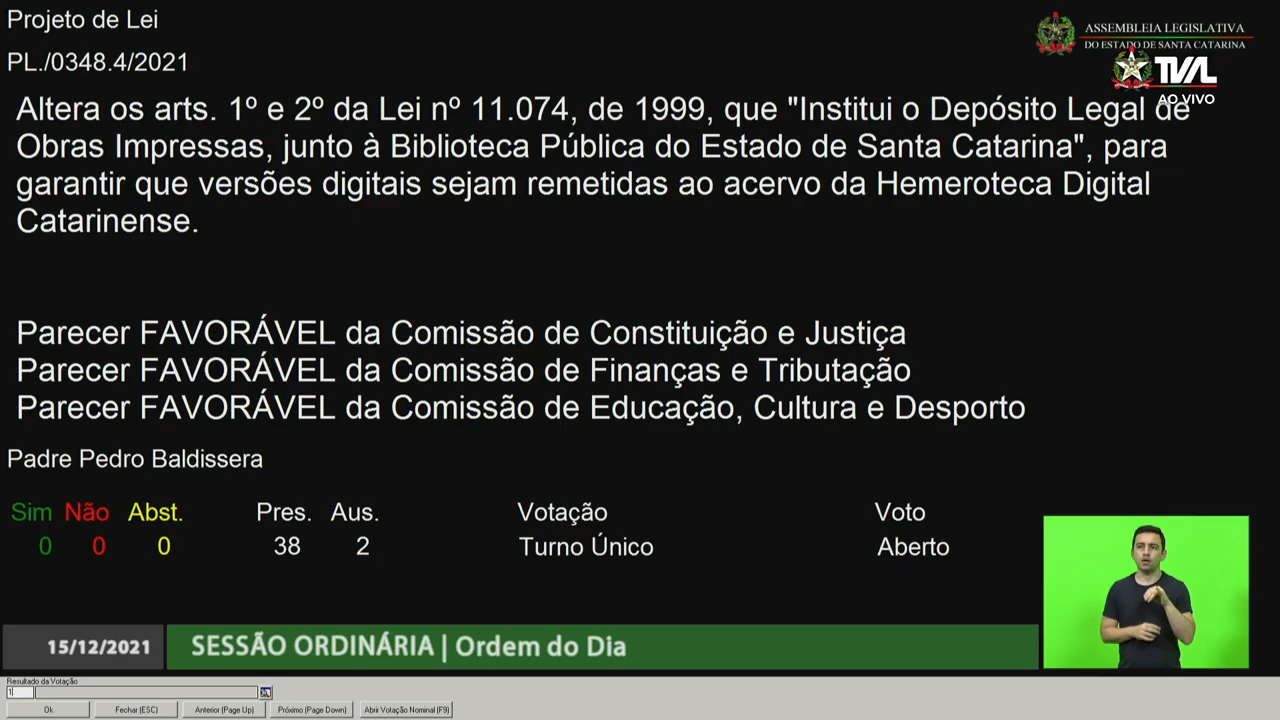 Projeto de Lei
ASSEMBLEIA LEGISLATIVA
DO ESTADO DE SANTA CATARINA
PL./0348.4/2021
TVAL
AO VIVO
Altera os arts. 1º e 2º da Lei nº 11.074, de 1999, que "Institui o Depósito Legal de
Obras Impressas, junto à Biblioteca Pública do Estado de Santa Catarina", para
garantir que versões digitais sejam remetidas ao acervo da Hemeroteca Digital
Catarinense.
Parecer FAVORÁVEL da Comissão de Constituição e Justiça
Parecer FAVORÁVEL da Comissão de Finanças e Tributação
Parecer FAVORÁVEL da Comissão de Educação, Cultura e Desporto
Padre Pedro Baldissera
Sim Não Abst. Pres. Aus. Votação Voto
0 0 0 38 2 Turno Único Aberto
15/12/2021 SESSÃO ORDINÁRIA | Ordem do Dia
Resultado da Votação
1
Ok Fechar (ESC) Anterior (Page Up) Próximo (Page Down) Abrir Votação Nominal (F9)